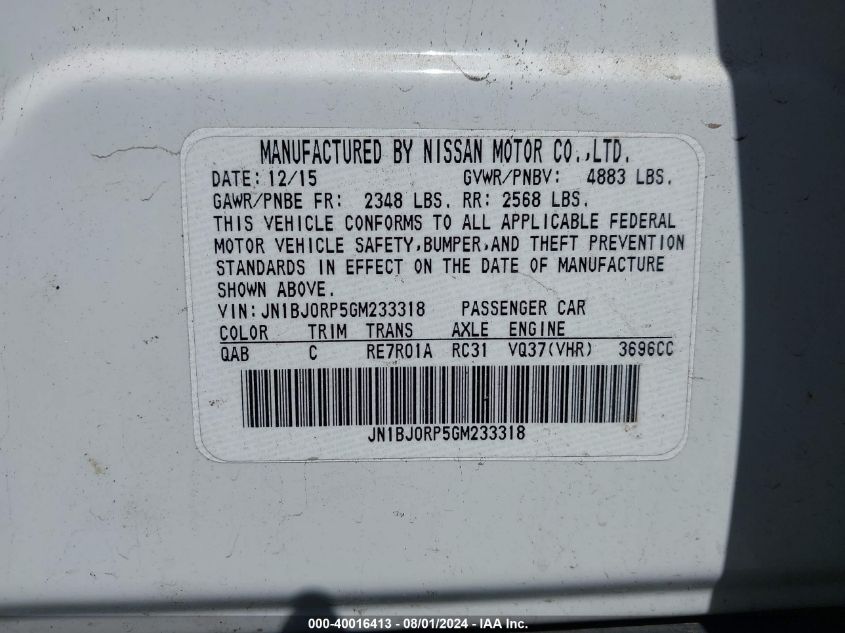 MANUFACTURED BY NISSAN MOTOR CO.,LTD.
DATE: 12/15 GVWR/PNBV: 4883 LBS.
GAWR/PNBE FR: 2348 LBS. RR: 2568 LBS.
THIS VEHICLE CONFORMS TO ALL APPLICABLE FEDERAL
MOTOR VEHICLE SAFETY,BUMPER,AND THEFT PREVENTION
STANDARDS IN EFFECT ON THE DATE OF MANUFACTURE
SHOWN ABOVE.
VIN:JN1BJ0RP5GM233318 PASSENGER CAR
COLOR TRIM TRANS AXLE ENGINE
QAB C RE7R01A RC31 VQ37(VHR) 3696CC
JN1BJ0RP5GM233318
000-40016413 - 08/01/2024 - IAA Inc.